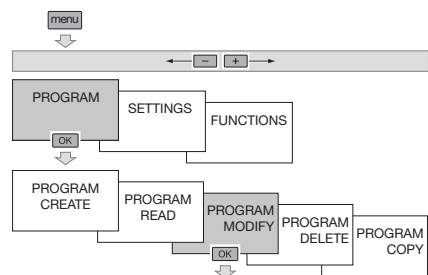 menu
− +
PROGRAM
OK
SETTINGS
FUNCTIONS
PROGRAM
CREATE
PROGRAM
READ
PROGRAM
MODIFY
OK
PROGRAM
DELETE
PROGRAM
COPY